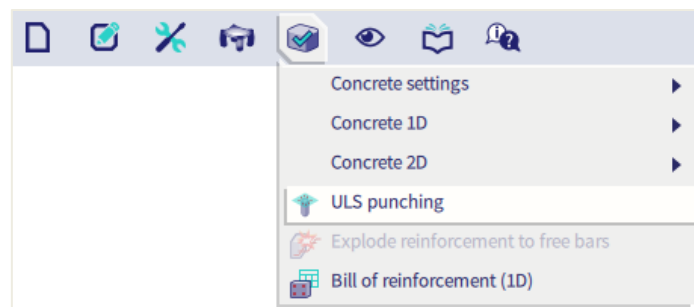 Concrete settings
Concrete 1D
Concrete 2D
ULS punching
Explode reinforcement to free bars
Bill of reinforcement (1D)